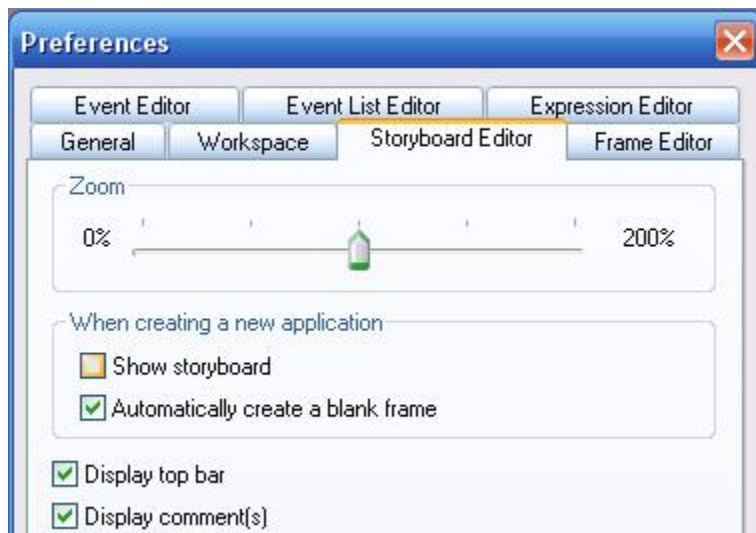 Preferences
Event Editor Event List Editor Expression Editor
General Workspace Storyboard Editor Frame Editor
Zoom
0% 200%
When creating a new application
Show storyboard
Automatically create a blank frame
Display top bar
Display comment(s)